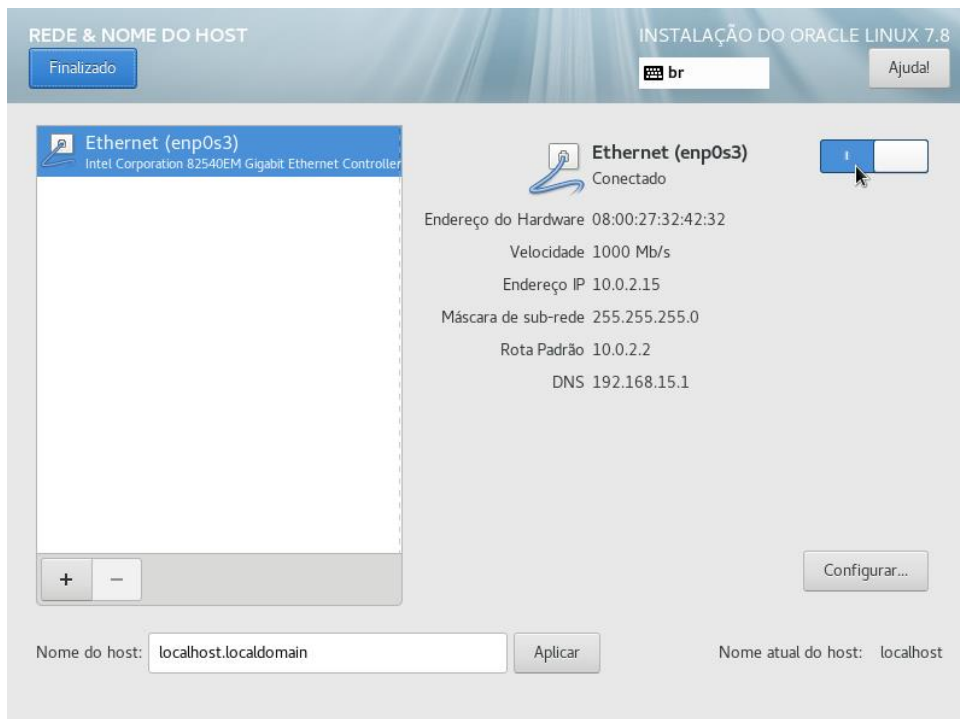 REDE & NOME DO HOST
INSTALAÇÃO DO ORACLE LINUX 7.8
Finalizado
br
Ajuda!
Ethernet (enp0s3)
Intel Corporation 82540EM Gigabit Ethernet Controller
Ethernet (enp0s3)
Conectado
Endereço do Hardware 08:00:27:32:42:32
Velocidade 1000 Mb/s
Endereço IP 10.0.2.15
Máscara de sub-rede 255.255.255.0
Rota Padrão 10.0.2.2
DNS 192.168.15.1
+ −
Configurar...
Nome do host: localhost.localdomain Aplicar Nome atual do host: localhost